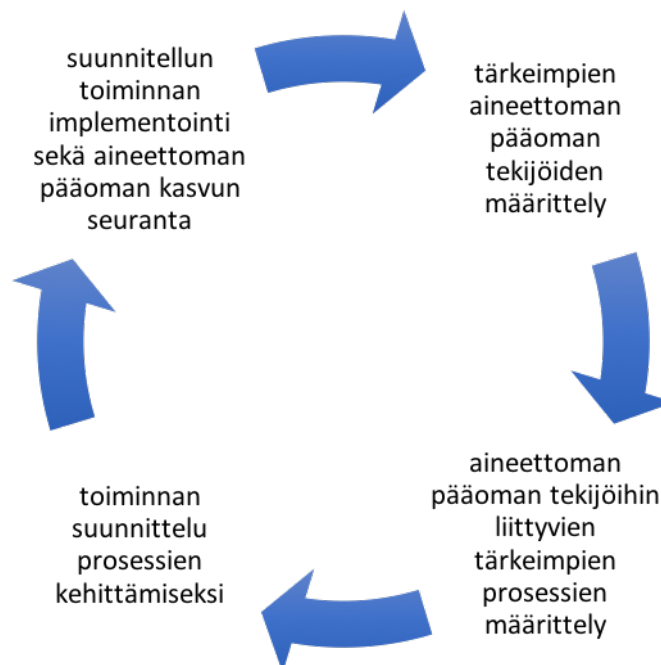 suunnitellun
toiminnan
implementointi
sekä aineettoman
pääoman kasvun
seuranta
tärkeimpien
aineettoman
pääoman
tekijöiden
määrittely
aineettoman
pääoman tekijöihin
liittyvien
tärkeimpien
prosessien
määrittely
toiminnan
suunnittelu
prosessien
kehittämiseksi